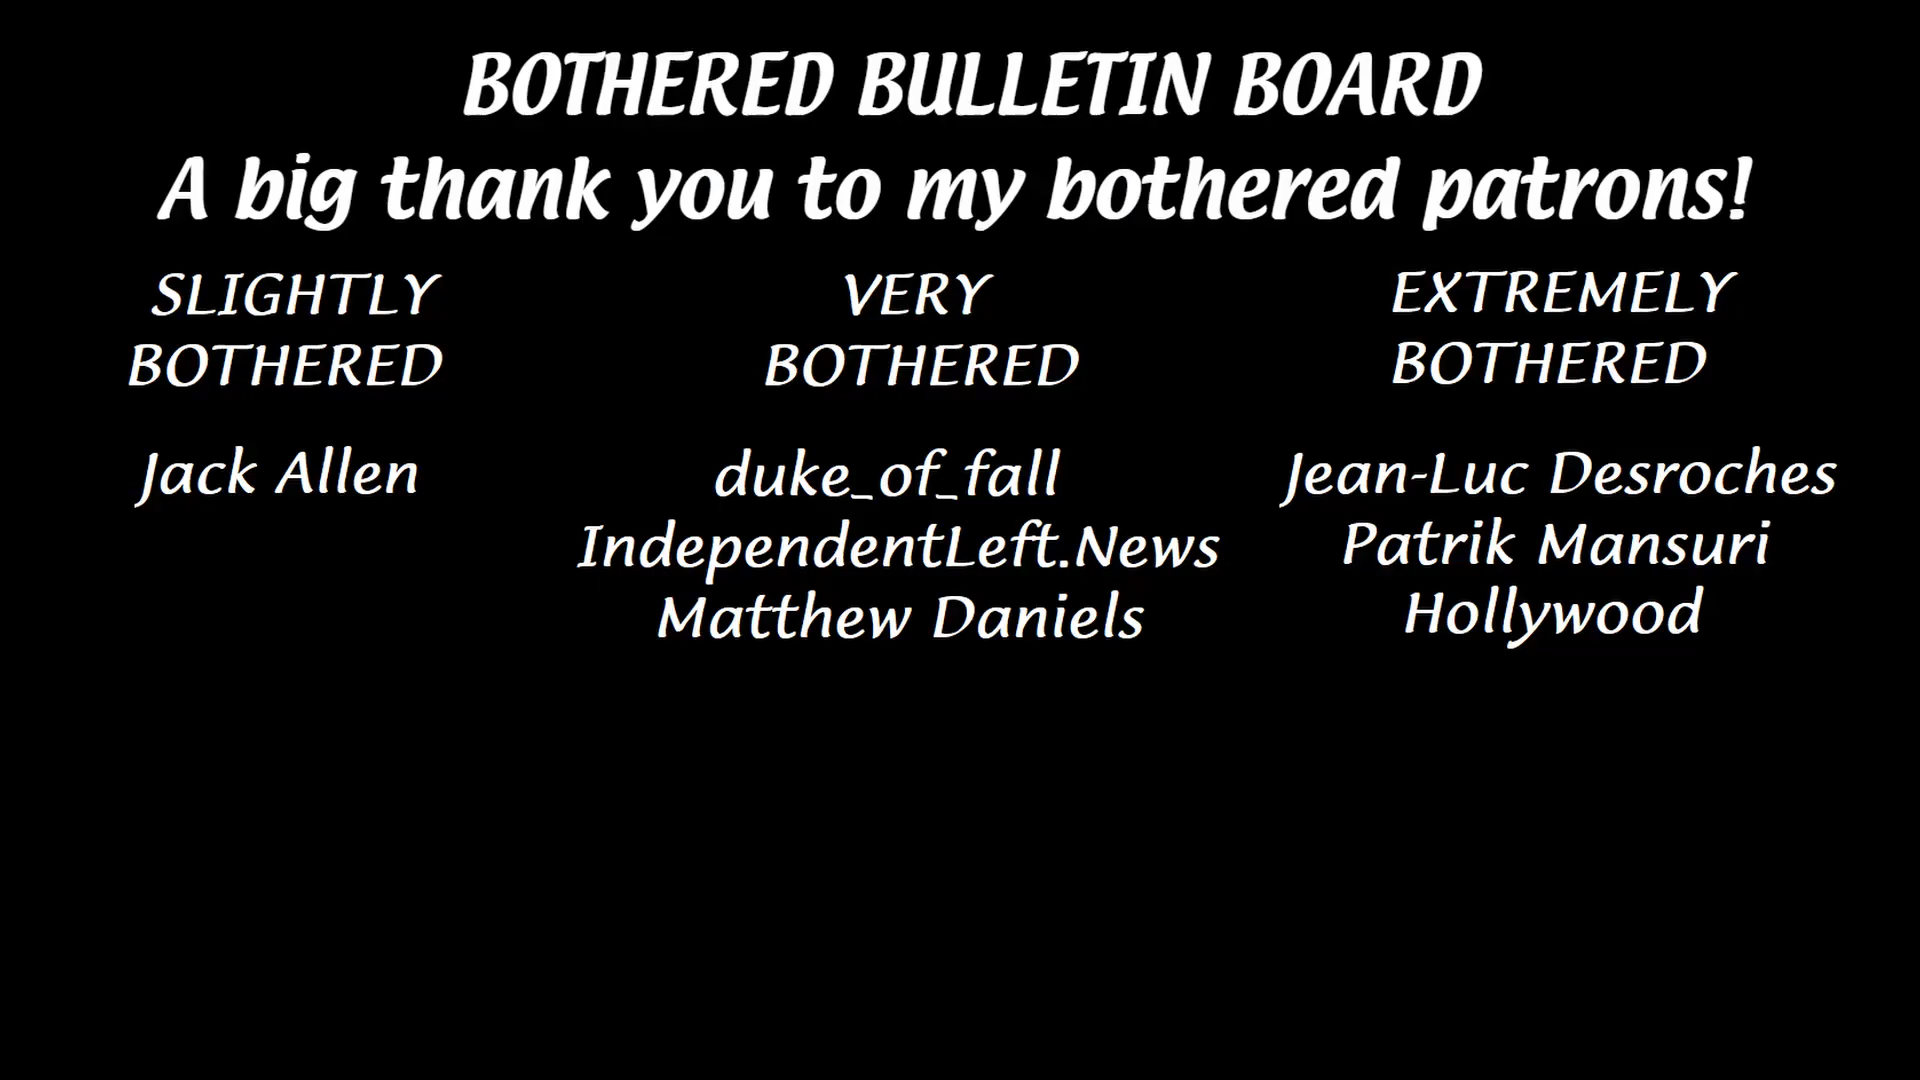 BOTHERED BULLETIN BOARD
A big thank you to my bothered patrons!
SLIGHTLY
BOTHERED
Jack Allen
VERY
BOTHERED
duke_of_fall
IndependentLeft.News
Matthew Daniels
EXTREMELY
BOTHERED
Jean-Luc Desroches
Patrik Mansuri
Hollywood